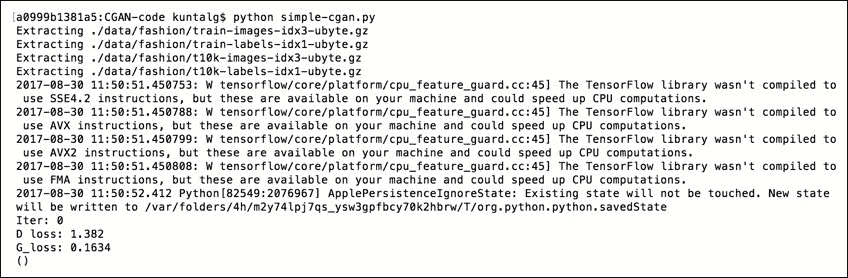 [a0999b1381a5:CGAN-code kuntalg$ python simple-cgan.py
Extracting ./data/fashion/train-images-idx3-ubyte.gz
Extracting ./data/fashion/train-labels-idx1-ubyte.gz
Extracting ./data/fashion/t10k-images-idx3-ubyte.gz
Extracting ./data/fashion/t10k-labels-idx1-ubyte.gz
2017-08-30 11:50:51.450753: W tensorflow/core/platform/cpu_feature_guard.cc:45] The TensorFlow library wasn't compiled to
use SSE4.2 instructions, but these are available on your machine and could speed up CPU computations.
2017-08-30 11:50:51.450788: W tensorflow/core/platform/cpu_feature_guard.cc:45] The TensorFlow library wasn't compiled to
use AVX instructions, but these are available on your machine and could speed up CPU computations.
2017-08-30 11:50:51.450799: W tensorflow/core/platform/cpu_feature_guard.cc:45] The TensorFlow library wasn't compiled to
use AVX2 instructions, but these are available on your machine and could speed up CPU computations.
2017-08-30 11:50:51.450808: W tensorflow/core/platform/cpu_feature_guard.cc:45] The TensorFlow library wasn't compiled to
use FMA instructions, but these are available on your machine and could speed up CPU computations.
2017-08-30 11:50:52.412 Python[82549:2076967] ApplePersistenceIgnoreState: Existing state will not be touched. New state
will be written to /var/folders/4h/m2y74lpj7qs_ysw3gpfbcy70k2hbrw/T/org.python.python.savedState
Iter: 0
D loss: 1.382
G_loss: 0.1634
()